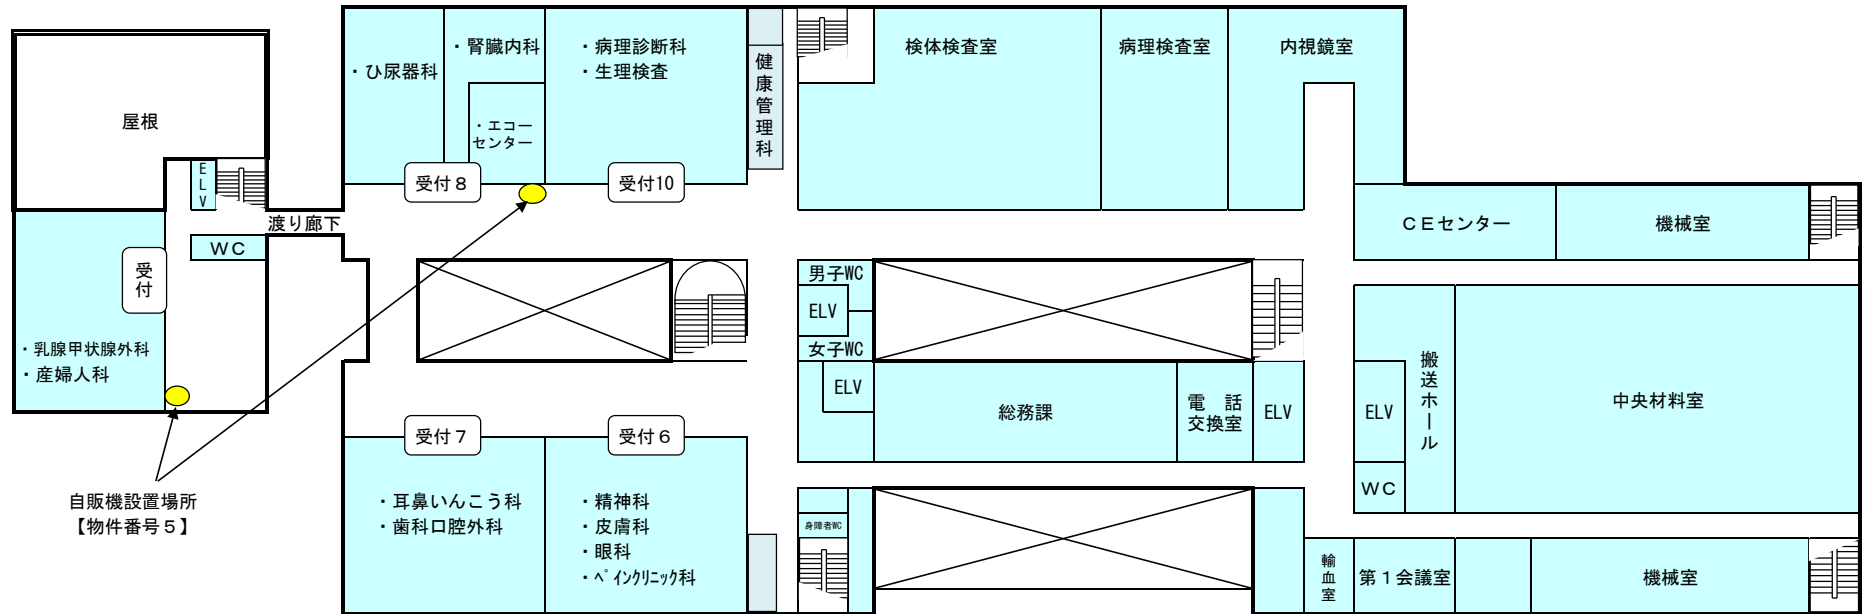 屋根
ELV
渡り廊下
WC
受付
・乳腺甲状腺外科
・産婦人科
自販機設置場所
【物件番号５】
・ひ尿器科
・腎臓内科
・エコー
センター
・病理診断科
・生理検査
健康管理科
受付８
受付10
検体検査室
病理検査室
内視鏡室
ＣＥセンター
機械室
男子WC
ELV
女子WC
ELV
総務課
電　話
交換室
ELV
ELV
搬送ホール
中央材料室
WC
受付７
受付６
・耳鼻いんこう科
・歯科口腔外科
・精神科
・皮膚科
・眼科
・ﾍﾟｲﾝｸﾘﾆｯｸ科
身障者WC
輸血室
第１会議室
機械室